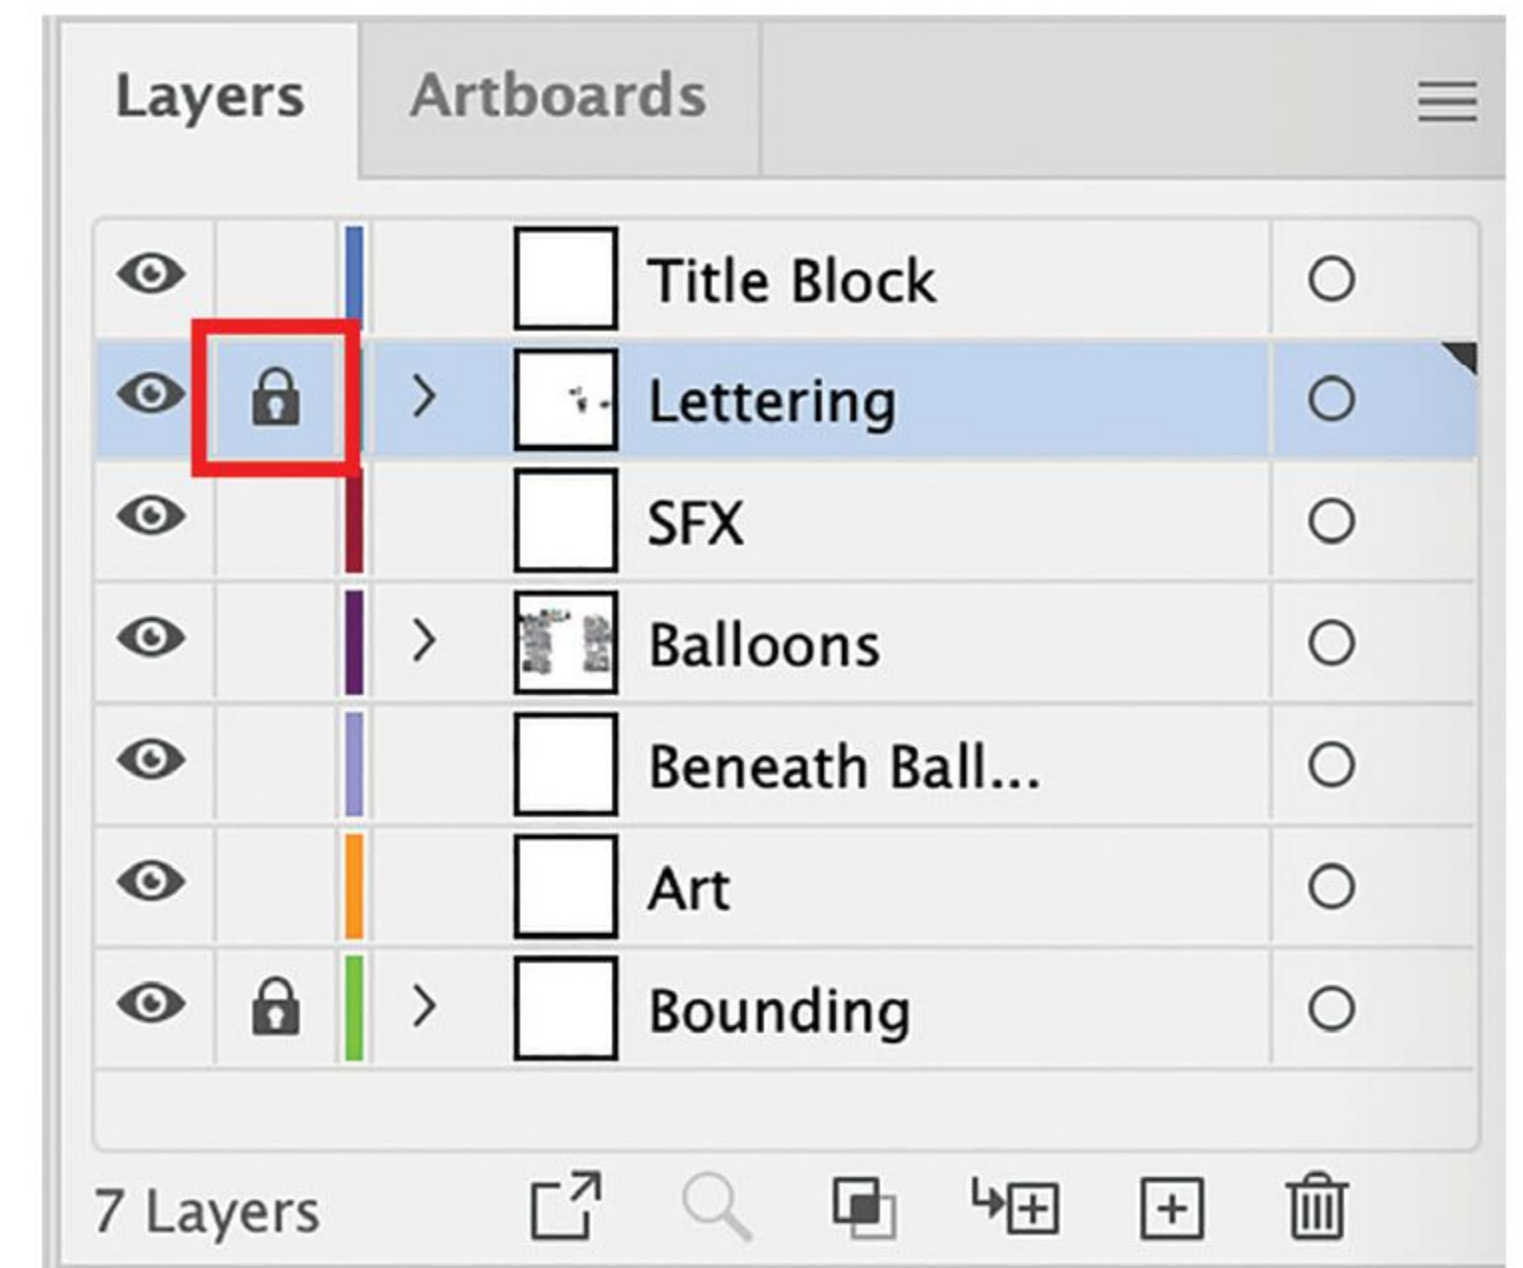 Layers Artboards
Title Block
Lettering
SFX
Balloons
Beneath Ball...
Art
Bounding
7 Layers